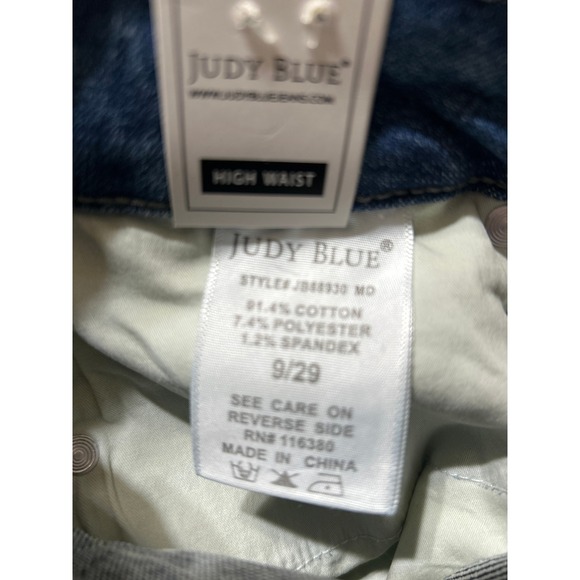 JUDY BLUE®
WWW.JUDYBLUEJEANS.COM
HIGH WAIST
JUDY BLUE®
STYLE# JB88930 MD
91.4% COTTON
7.4% POLYESTER
1.2% SPANDEX
9/29
SEE CARE ON
REVERSE SIDE
RN# 116380
MADE IN CHINA